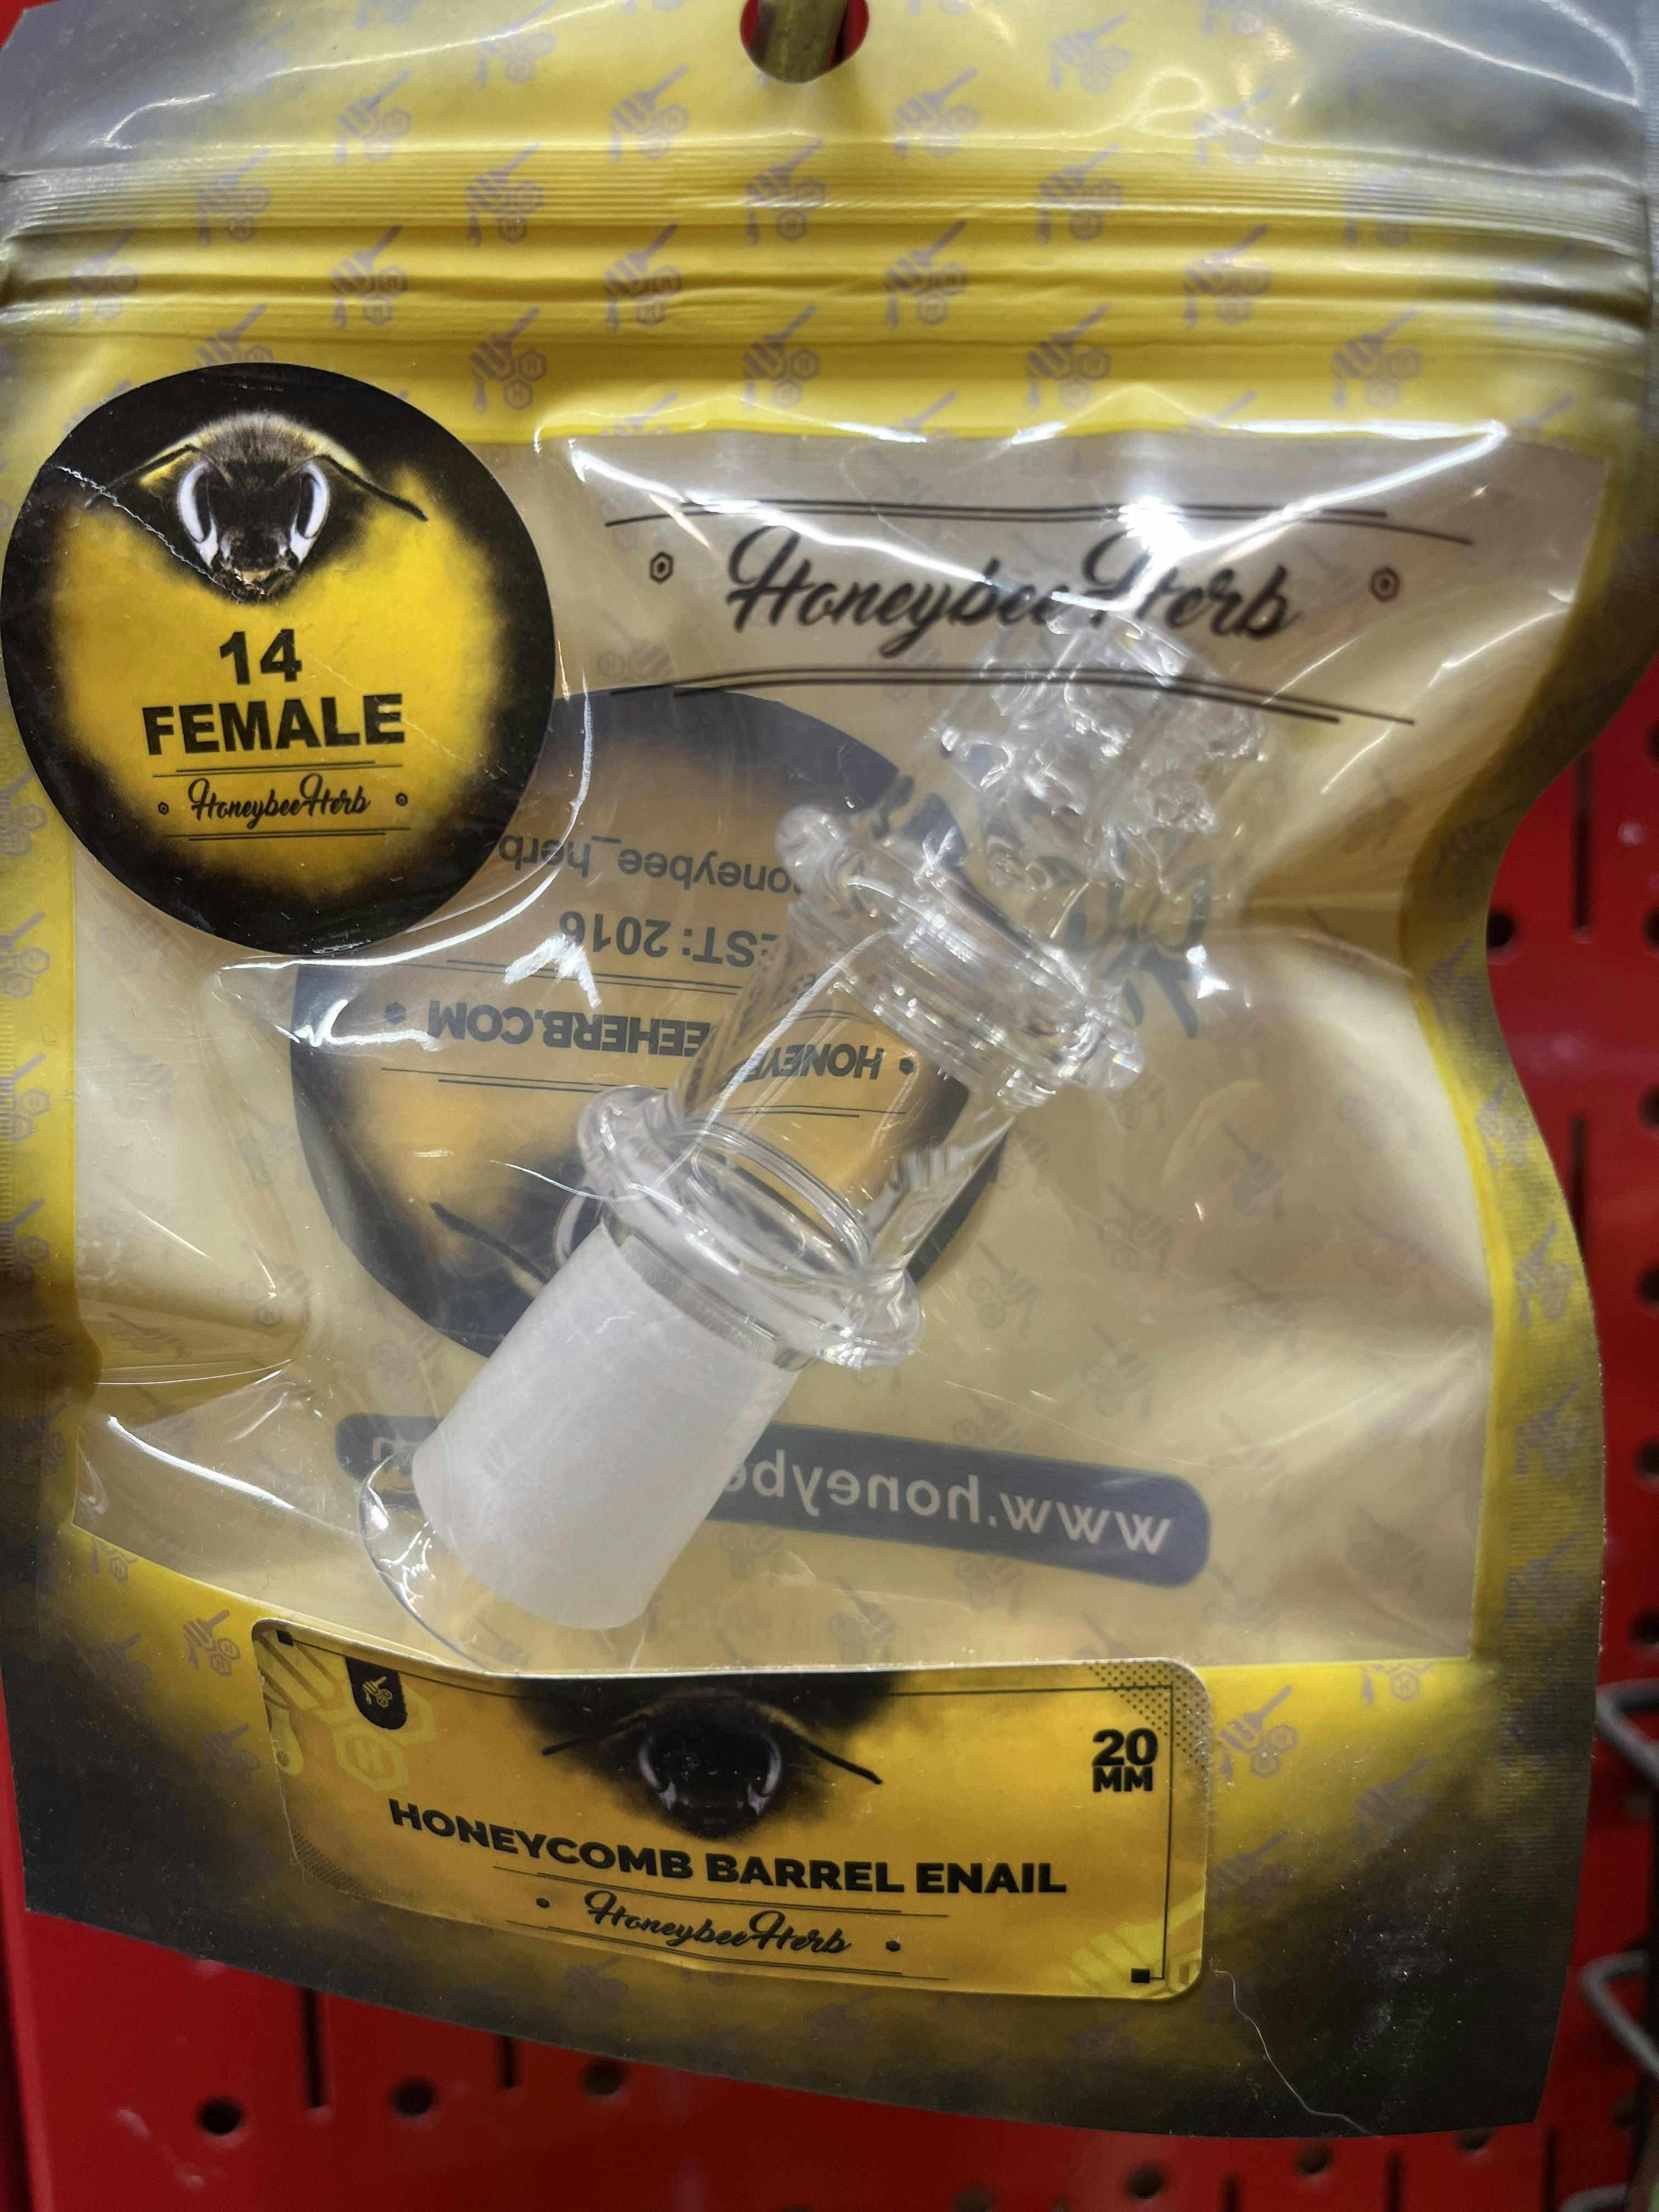 HoneybeeHerb
14
FEMALE
HoneybeeHerb
honeybee_herb
EST: 2016
HONEYBEEHERB.COM
www.honeybe
20
MM
HONEYCOMB BARREL ENAIL
HoneybeeHerb